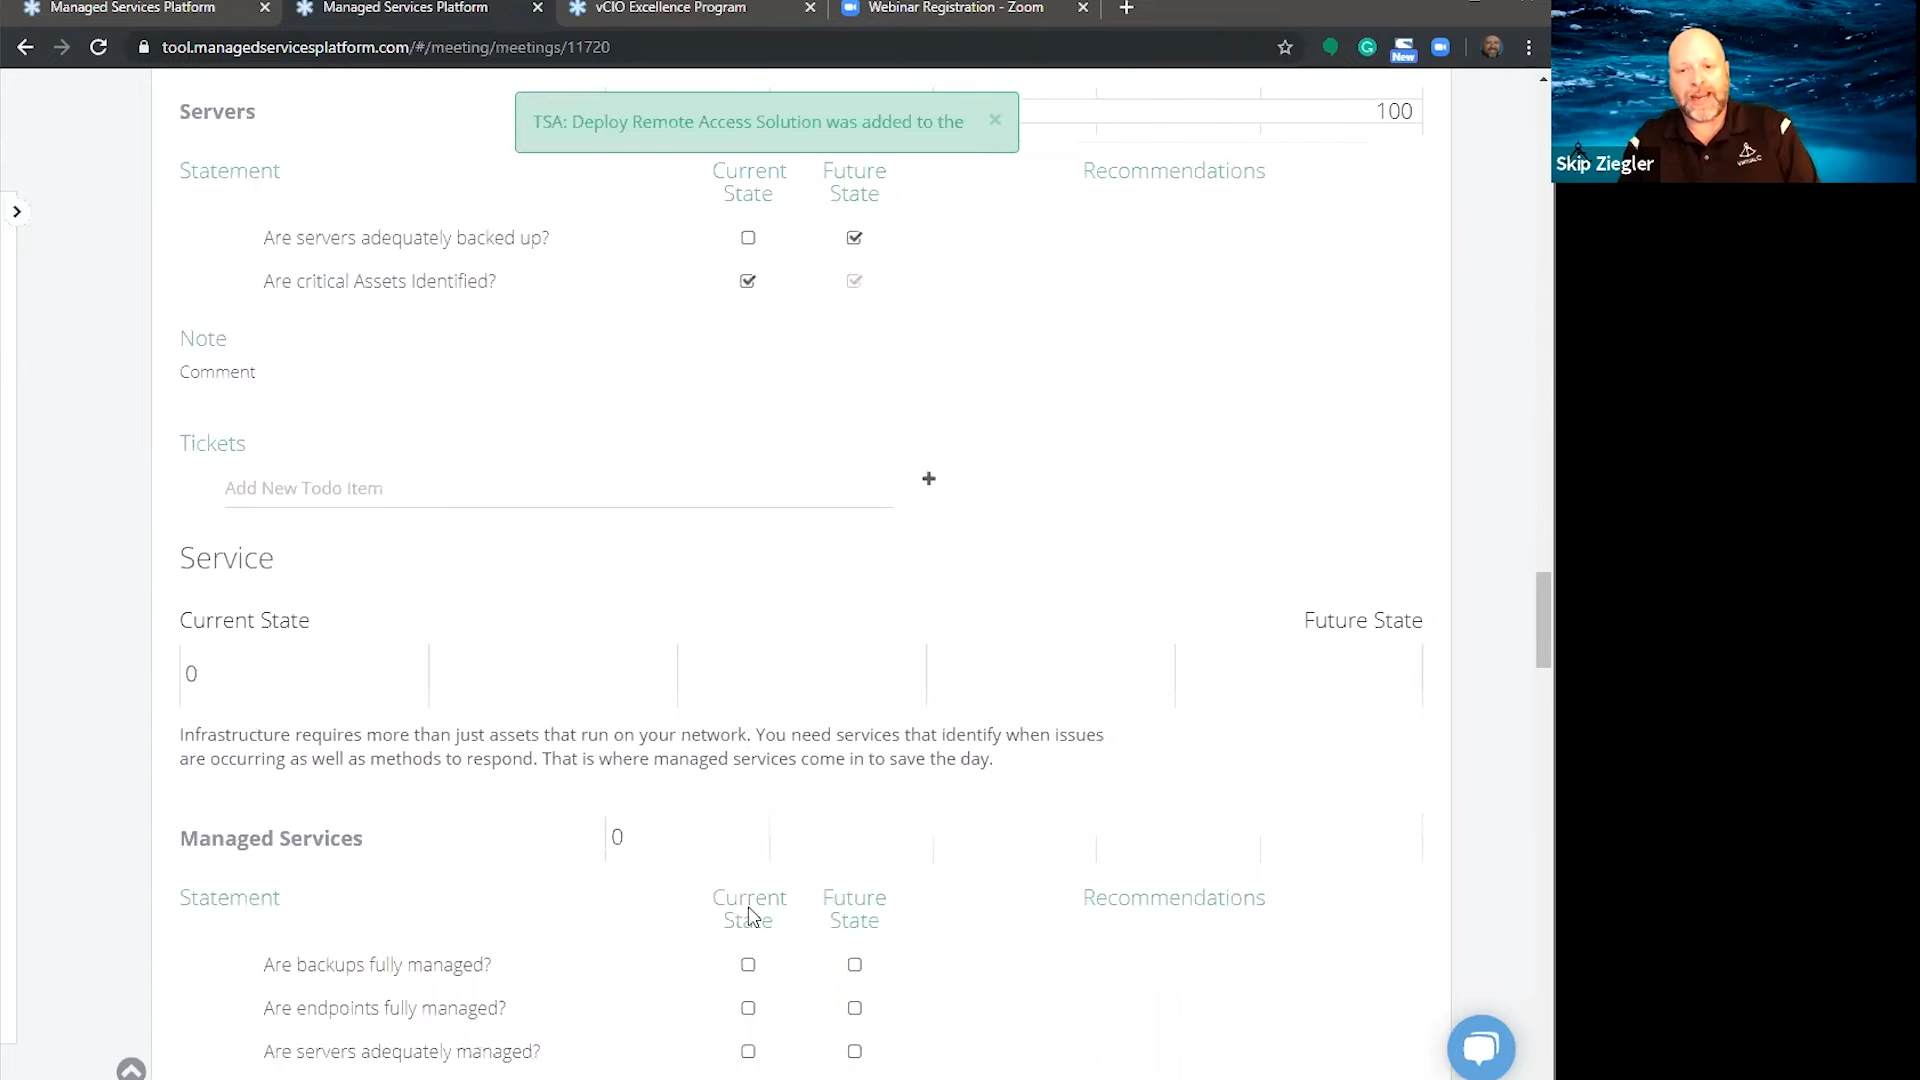 Managed Services Platform
Managed Services Platform
vCIO Excellence Program
Webinar Registration - Zoom
tool.managedservicesplatform.com/#/meeting/meetings/11720
New
Servers
TSA: Deploy Remote Access Solution was added to the
100
Statement
Current State
Future State
Recommendations
Are servers adequately backed up?
Are critical Assets Identified?
Note
Comment
Tickets
Add New Todo Item
Service
Current State
Future State
0
Infrastructure requires more than just assets that run on your network. You need services that identify when issues
are occurring as well as methods to respond. That is where managed services come in to save the day.
Managed Services
0
Statement
Current State
Future State
Recommendations
Are backups fully managed?
Are endpoints fully managed?
Are servers adequately managed?
Skip Ziegler